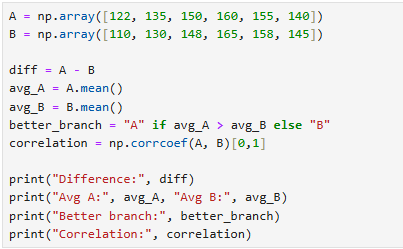 A = np.array([122, 135, 150, 160, 155, 140])
B = np.array([110, 130, 148, 165, 158, 145])

diff = A - B
avg_A = A.mean()
avg_B = B.mean()
better_branch = "A" if avg_A > avg_B else "B"
correlation = np.corrcoef(A, B)[0,1]

print("Difference:", diff)
print("Avg A:", avg_A, "Avg B:", avg_B)
print("Better branch:", better_branch)
print("Correlation:", correlation)